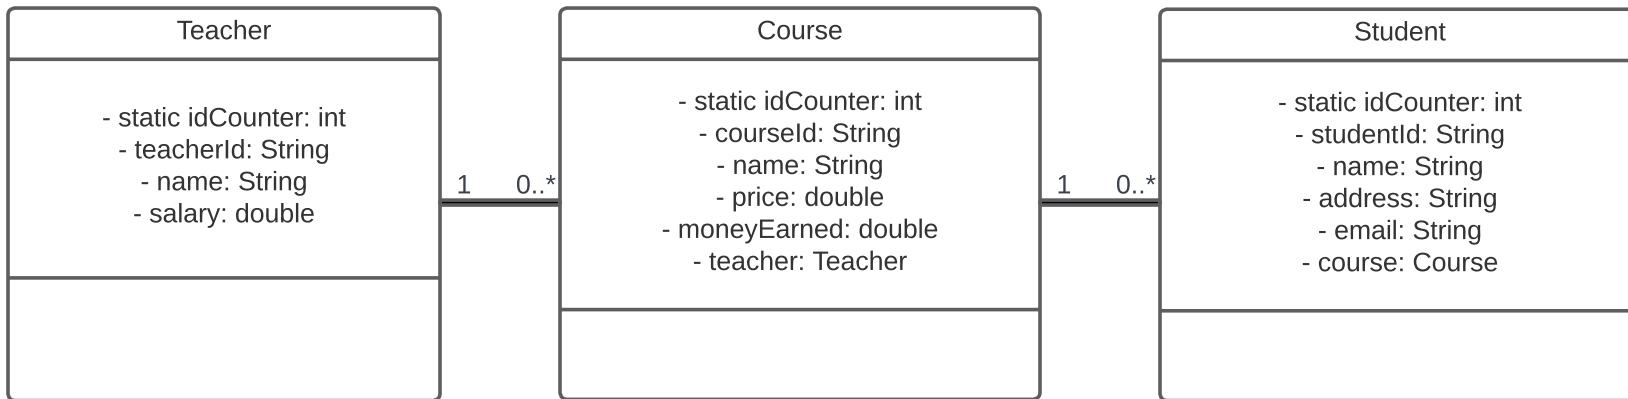 Teacher
- static idCounter: int
- teacherId: String
- name: String
- salary: double
1 0..*
Course
- static idCounter: int
- courseId: String
- name: String
- price: double
- moneyEarned: double
- teacher: Teacher
1 0..*
Student
- static idCounter: int
- studentId: String
- name: String
- address: String
- email: String
- course: Course